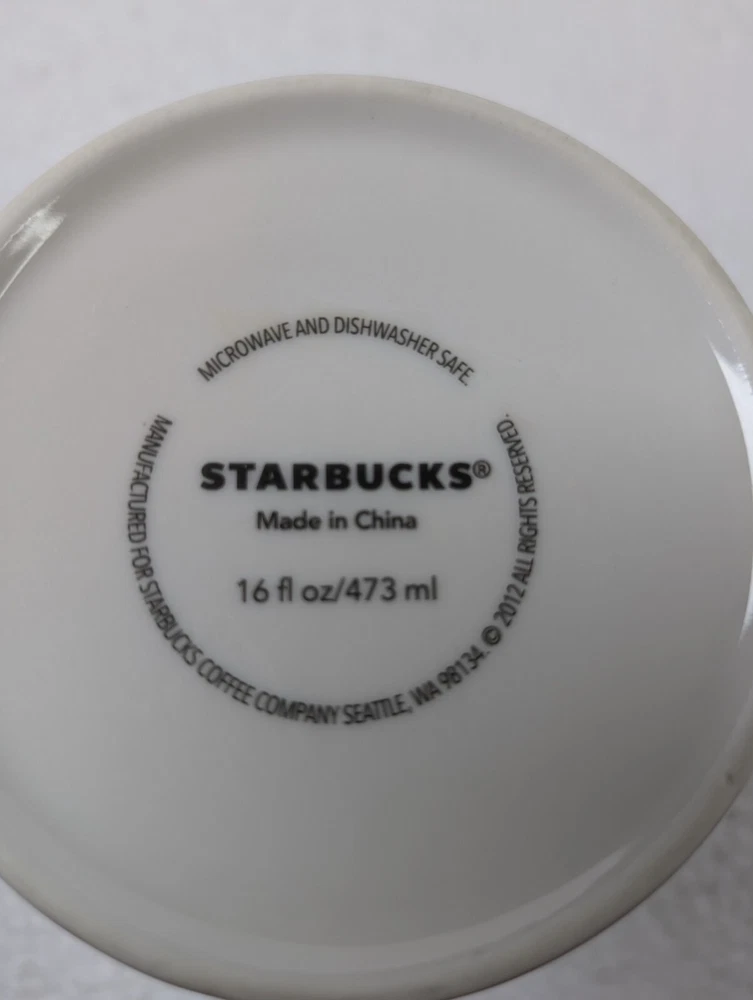 MICROWAVE AND DISHWASHER SAFE.
STARBUCKS®
Made in China
16 fl oz/473 ml
MANUFACTURED FOR STARBUCKS COFFEE COMPANY SEATTLE, WA 98134. © 2012 ALL RIGHTS RESERVED.